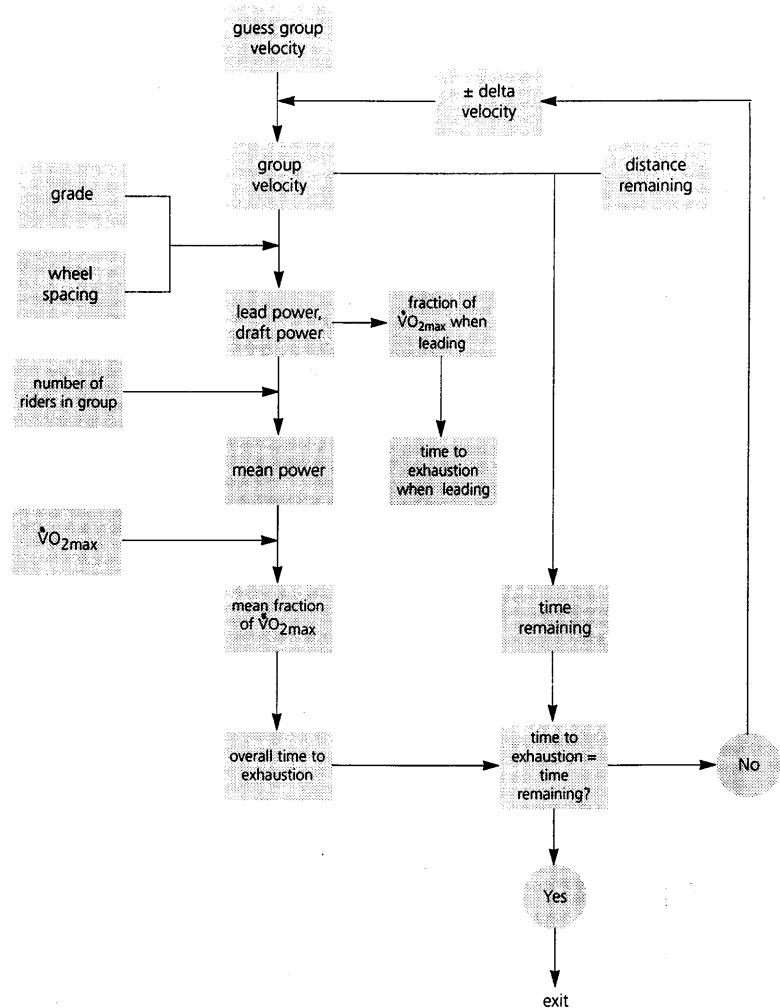 guess group
velocity
± delta
velocity
group
velocity
distance
remaining
grade
wheel
spacing
lead power,
draft power
fraction of
V̇O2max when
leading
number of
riders in group
mean power
time to
exhaustion
when leading
V̇O2max
mean fraction
of V̇O2max
time
remaining
overall time to
exhaustion
time to
exhaustion =
time
remaining?
No
Yes
exit